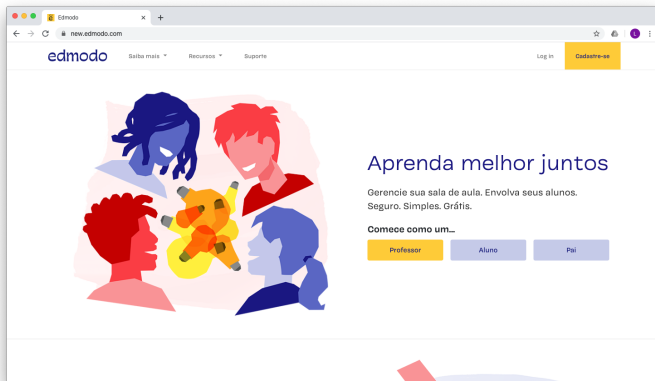 Edmodo
new.edmodo.com
L
edmodo
Saiba mais
Recursos
Suporte
Log in
Cadastre-se
Aprenda melhor juntos
Gerencie sua sala de aula. Envolva seus alunos.
Seguro. Simples. Grátis.
Comece como um...
Professor
Aluno
Pai